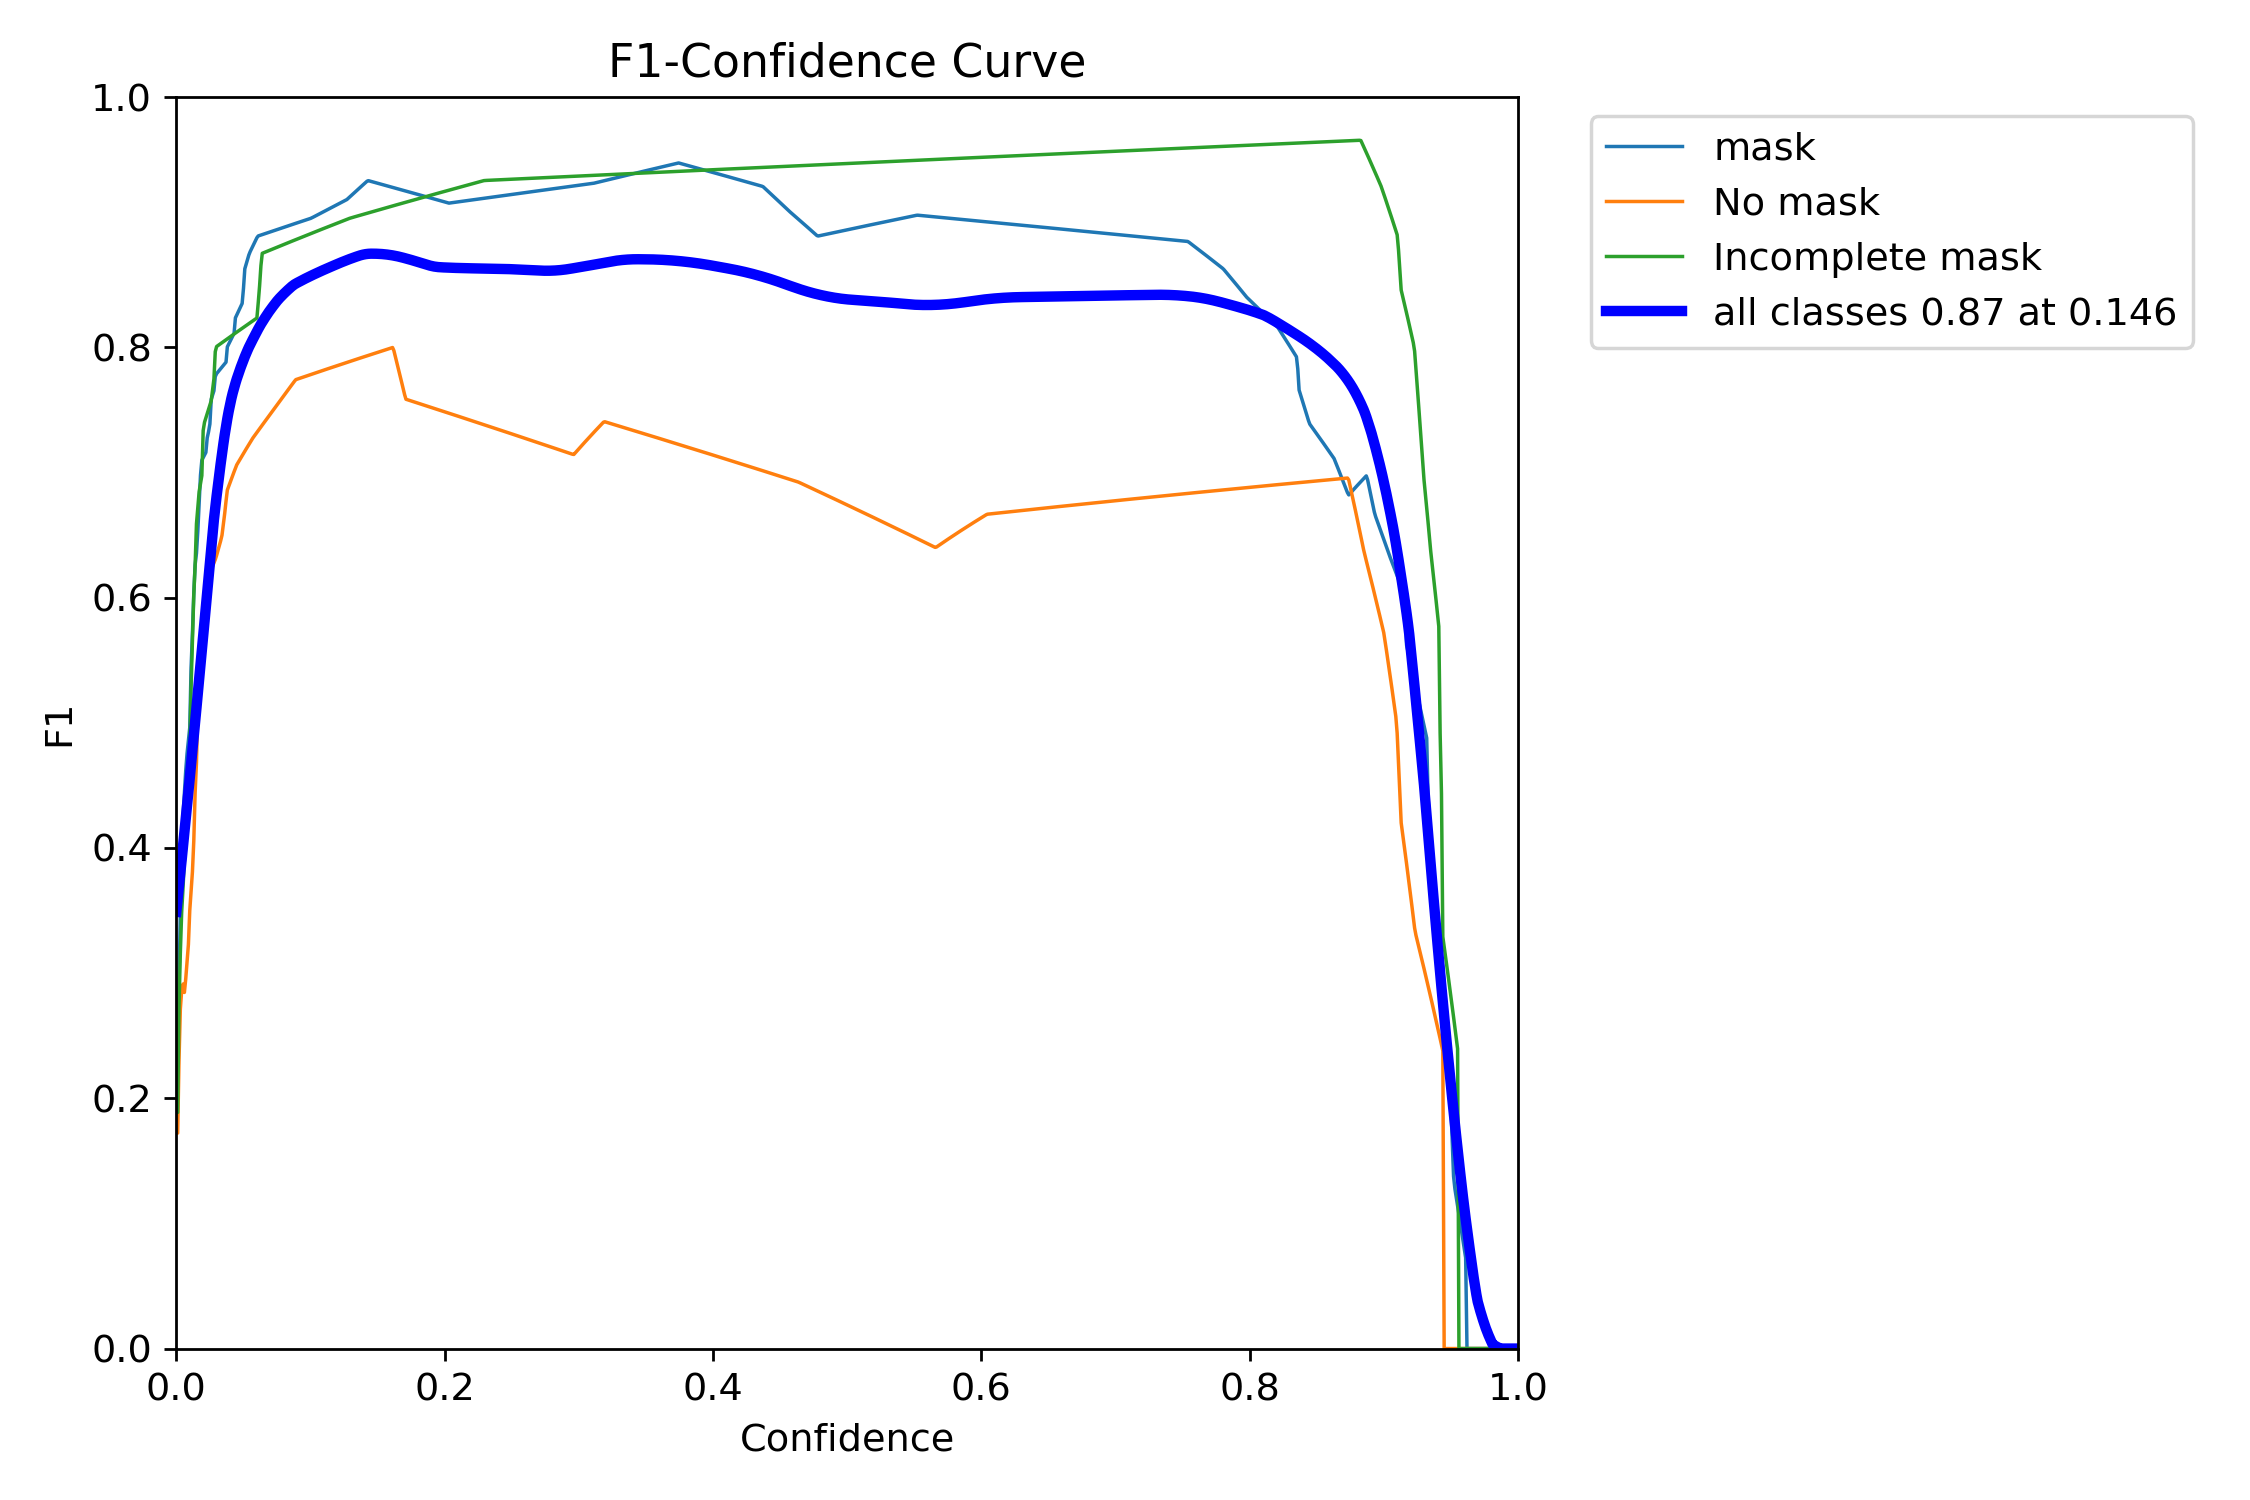 F1-Confidence Curve
mask
No mask
Incomplete mask
all classes 0.87 at 0.146
1.0
0.8
0.6
0.4
0.2
0.0
F1
0.0 0.2 0.4 0.6 0.8 1.0
Confidence